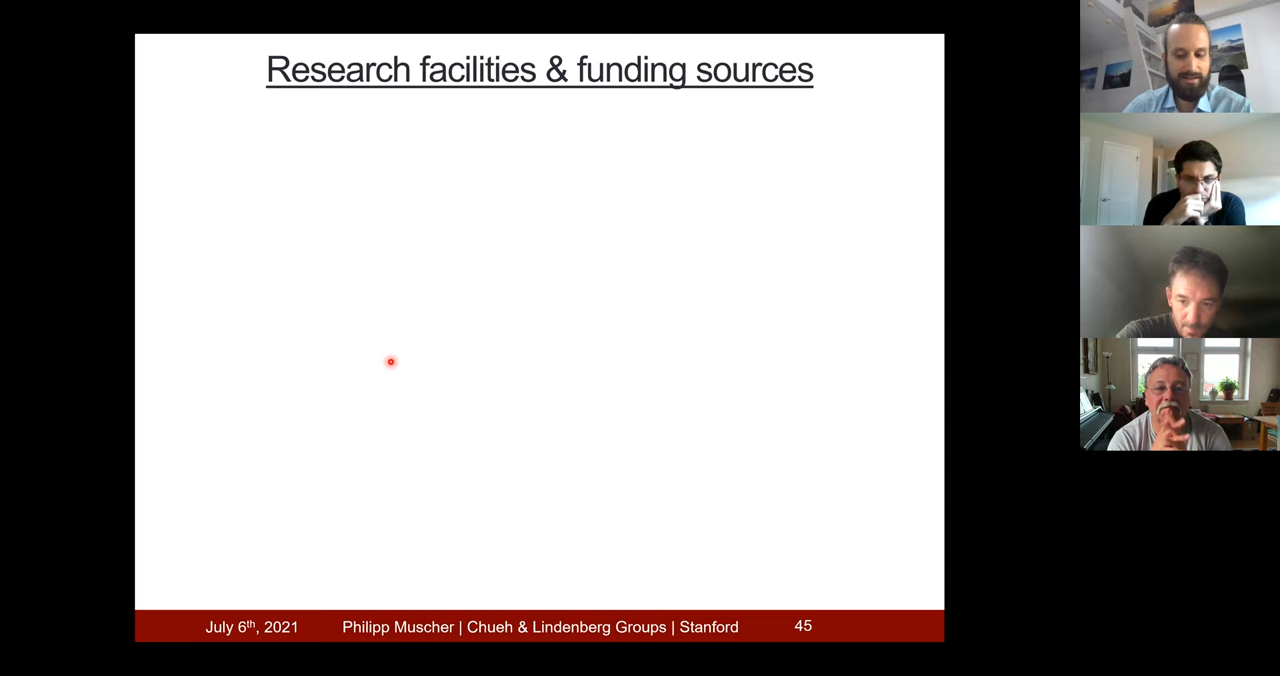 Research facilities & funding sources
July 6th, 2021 Philipp Muscher | Chueh & Lindenberg Groups | Stanford 45